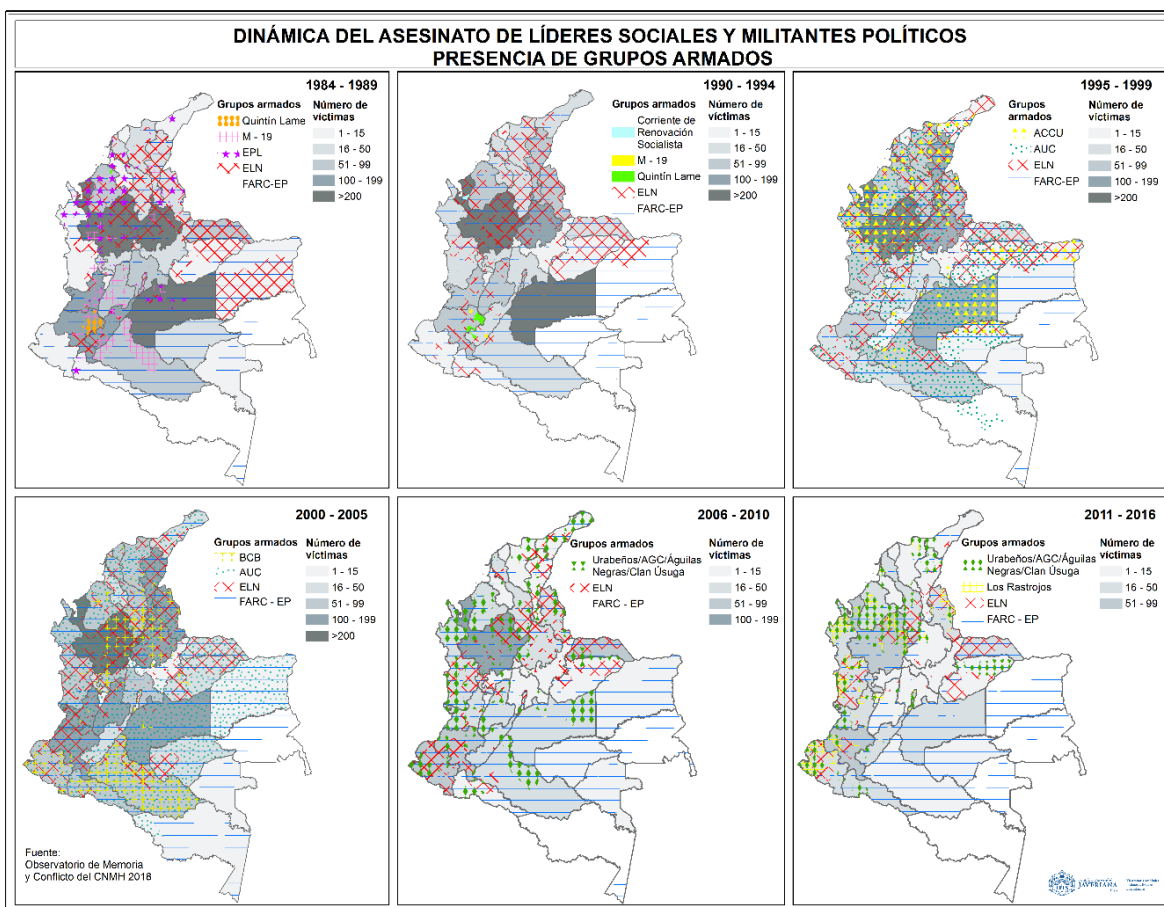 DINÁMICA DEL ASESINATO DE LÍDERES SOCIALES Y MILITANTES POLÍTICOS
PRESENCIA DE GRUPOS ARMADOS
1984 - 1989
Grupos armados
Quintín Lame
M - 19
EPL
ELN
FARC-EP
Número de
víctimas
1 - 15
16 - 50
51 - 99
100 - 199
>200
1990 - 1994
Grupos armados
Corriente de
Renovación
Socialista
M - 19
Quintín Lame
ELN
FARC-EP
Número de
víctimas
1 - 15
16 - 50
51 - 99
100 - 199
>200
1995 - 1999
Grupos
armados
ACCU
AUC
ELN
FARC-EP
Número de
víctimas
1 - 15
16 - 50
51 - 99
100 - 199
>200
2000 - 2005
Grupos armados
BCB
AUC
ELN
FARC - EP
Número de
víctimas
1 - 15
16 - 50
51 - 99
100 - 199
>200
Fuente:
Observatorio de Memoria
y Conflicto del CNMH 2018
2006 - 2010
Grupos armados
Urabeños/AGC/Águilas
Negras/Clan Úsuga
ELN
FARC - EP
Número de
víctimas
1 - 15
16 - 50
51 - 99
100 - 199
2011 - 2016
Grupos armados
Urabeños/AGC/Águilas
Negras/Clan Úsuga
Los Rastrojos
ELN
FARC - EP
Número de
víctimas
1 - 15
16 - 50
51 - 99
JAVERIANA